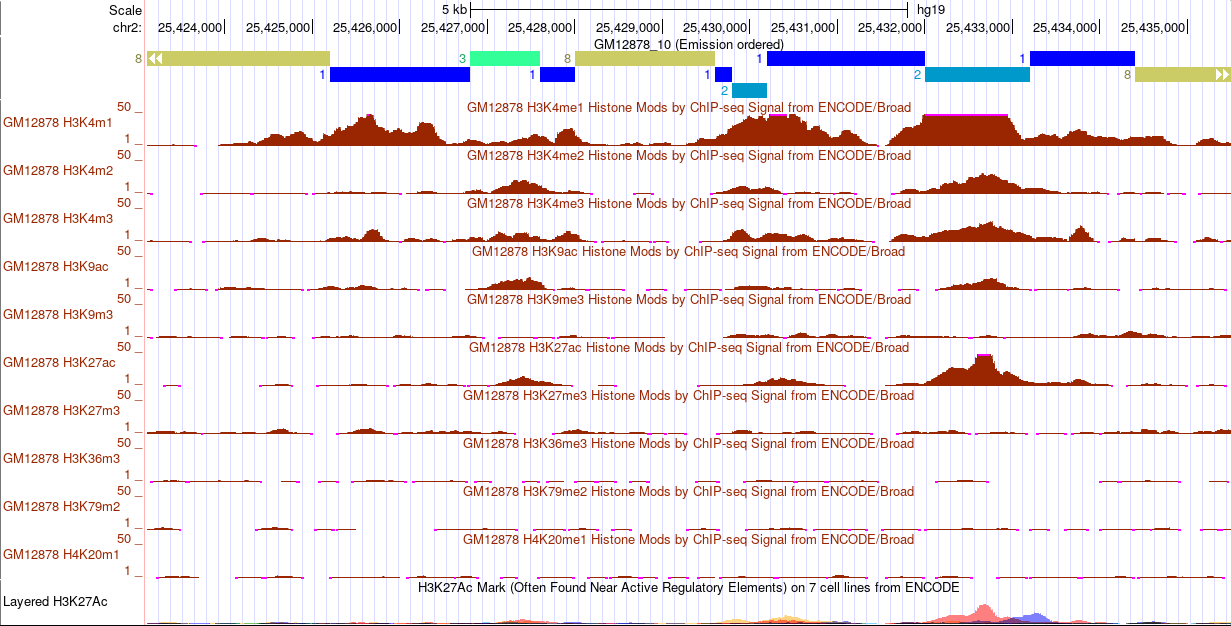 Scale 5 kb hg19
chr2: 25,424,000 25,425,000 25,426,000 25,427,000 25,428,000 25,429,000 25,430,000 25,431,000 25,432,000 25,433,000 25,434,000 25,435,000
GM12878_10 (Emission ordered)
8 3 8 1 1
1 1 1 2 8
2
50 GM12878 H3K4me1 Histone Mods by ChIP-seq Signal from ENCODE/Broad
GM12878 H3K4m1
1
50 GM12878 H3K4me2 Histone Mods by ChIP-seq Signal from ENCODE/Broad
GM12878 H3K4m2
1
50 GM12878 H3K4me3 Histone Mods by ChIP-seq Signal from ENCODE/Broad
GM12878 H3K4m3
1
50 GM12878 H3K9ac Histone Mods by ChIP-seq Signal from ENCODE/Broad
GM12878 H3K9ac
1
50 GM12878 H3K9me3 Histone Mods by ChIP-seq Signal from ENCODE/Broad
GM12878 H3K9m3
1
50 GM12878 H3K27ac Histone Mods by ChIP-seq Signal from ENCODE/Broad
GM12878 H3K27ac
1
50 GM12878 H3K27me3 Histone Mods by ChIP-seq Signal from ENCODE/Broad
GM12878 H3K27m3
1
50 GM12878 H3K36me3 Histone Mods by ChIP-seq Signal from ENCODE/Broad
GM12878 H3K36m3
1
50 GM12878 H3K79me2 Histone Mods by ChIP-seq Signal from ENCODE/Broad
GM12878 H3K79m2
1
50 GM12878 H4K20me1 Histone Mods by ChIP-seq Signal from ENCODE/Broad
GM12878 H4K20m1
1
H3K27Ac Mark (Often Found Near Active Regulatory Elements) on 7 cell lines from ENCODE
Layered H3K27Ac